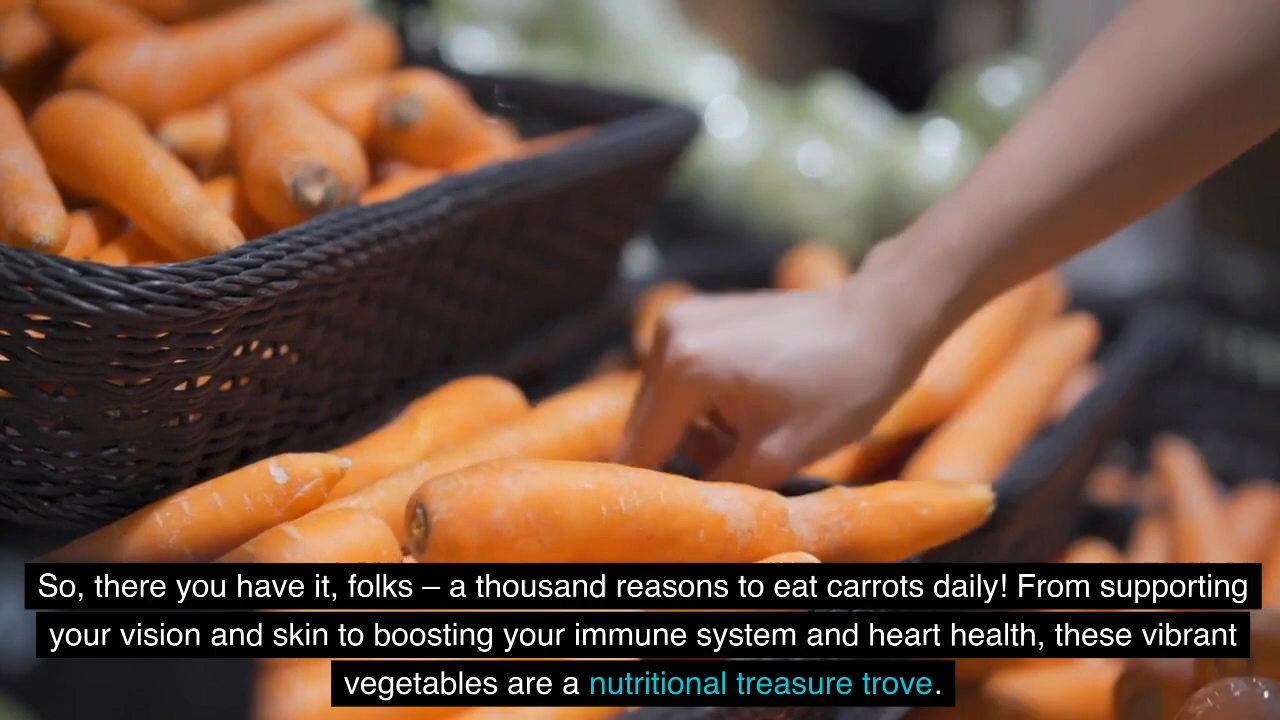 So, there you have it, folks – a thousand reasons to eat carrots daily! From supporting
your vision and skin to boosting your immune system and heart health, these vibrant
vegetables are a nutritional treasure trove.